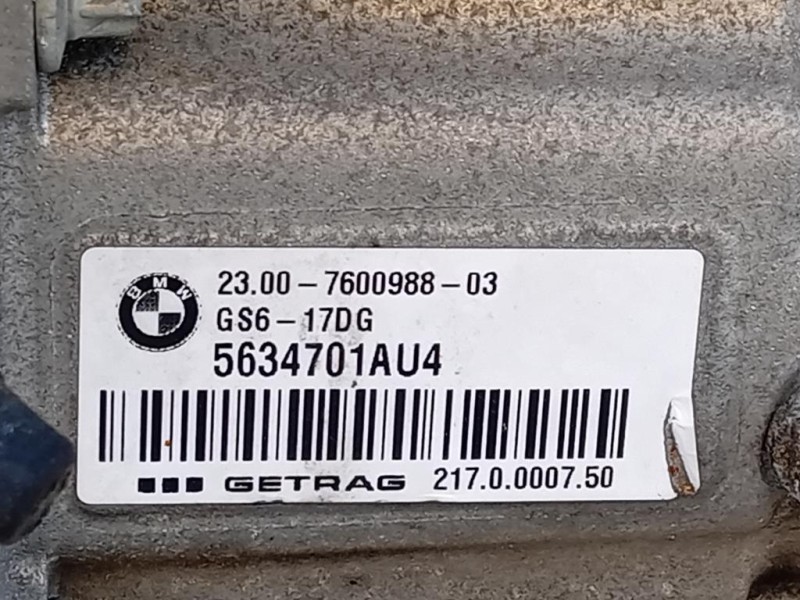 BMW
23.00-7600988-03
GS6-17DG
5634701AU4
GETRAG 217.0.0007.50